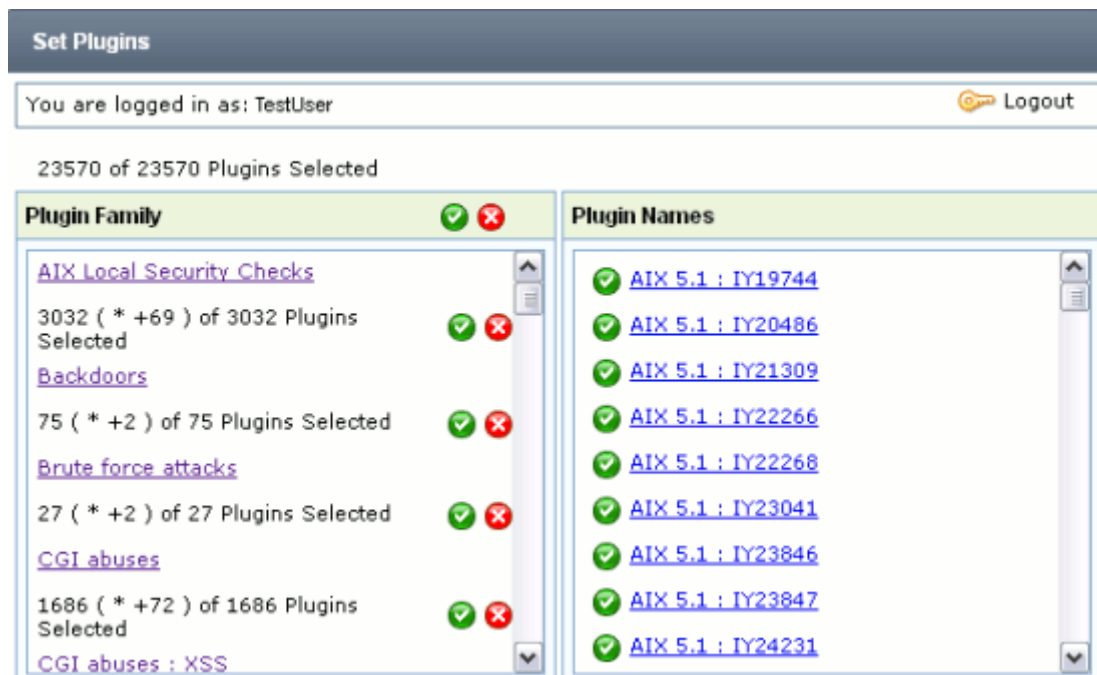 Set Plugins
You are logged in as: TestUser
Logout
23570 of 23570 Plugins Selected
Plugin Family
AIX Local Security Checks
3032 ( * +69 ) of 3032 Plugins
Selected
Backdoors
75 ( * +2 ) of 75 Plugins Selected
Brute force attacks
27 ( * +2 ) of 27 Plugins Selected
CGI abuses
1686 ( * +72 ) of 1686 Plugins
Selected
CGI abuses : XSS
Plugin Names
AIX 5.1 : IY19744
AIX 5.1 : IY20486
AIX 5.1 : IY21309
AIX 5.1 : IY22266
AIX 5.1 : IY22268
AIX 5.1 : IY23041
AIX 5.1 : IY23846
AIX 5.1 : IY23847
AIX 5.1 : IY24231